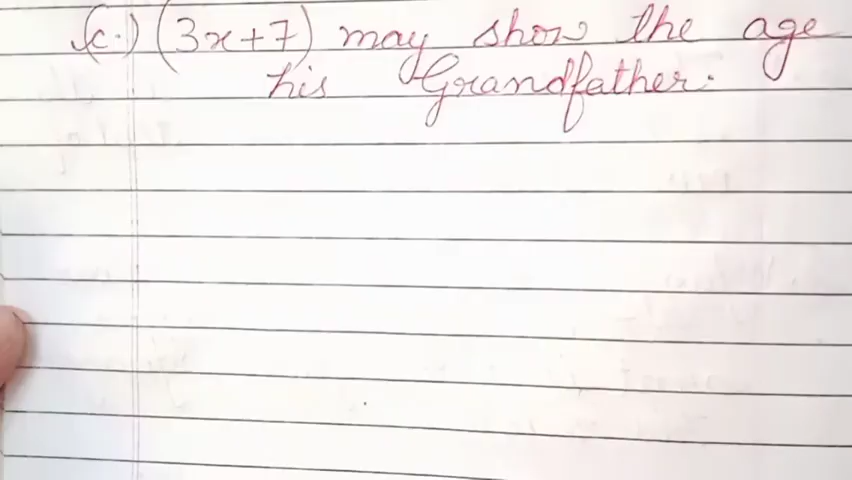 (c.) (3x+7) may show the age
his Grandfather.